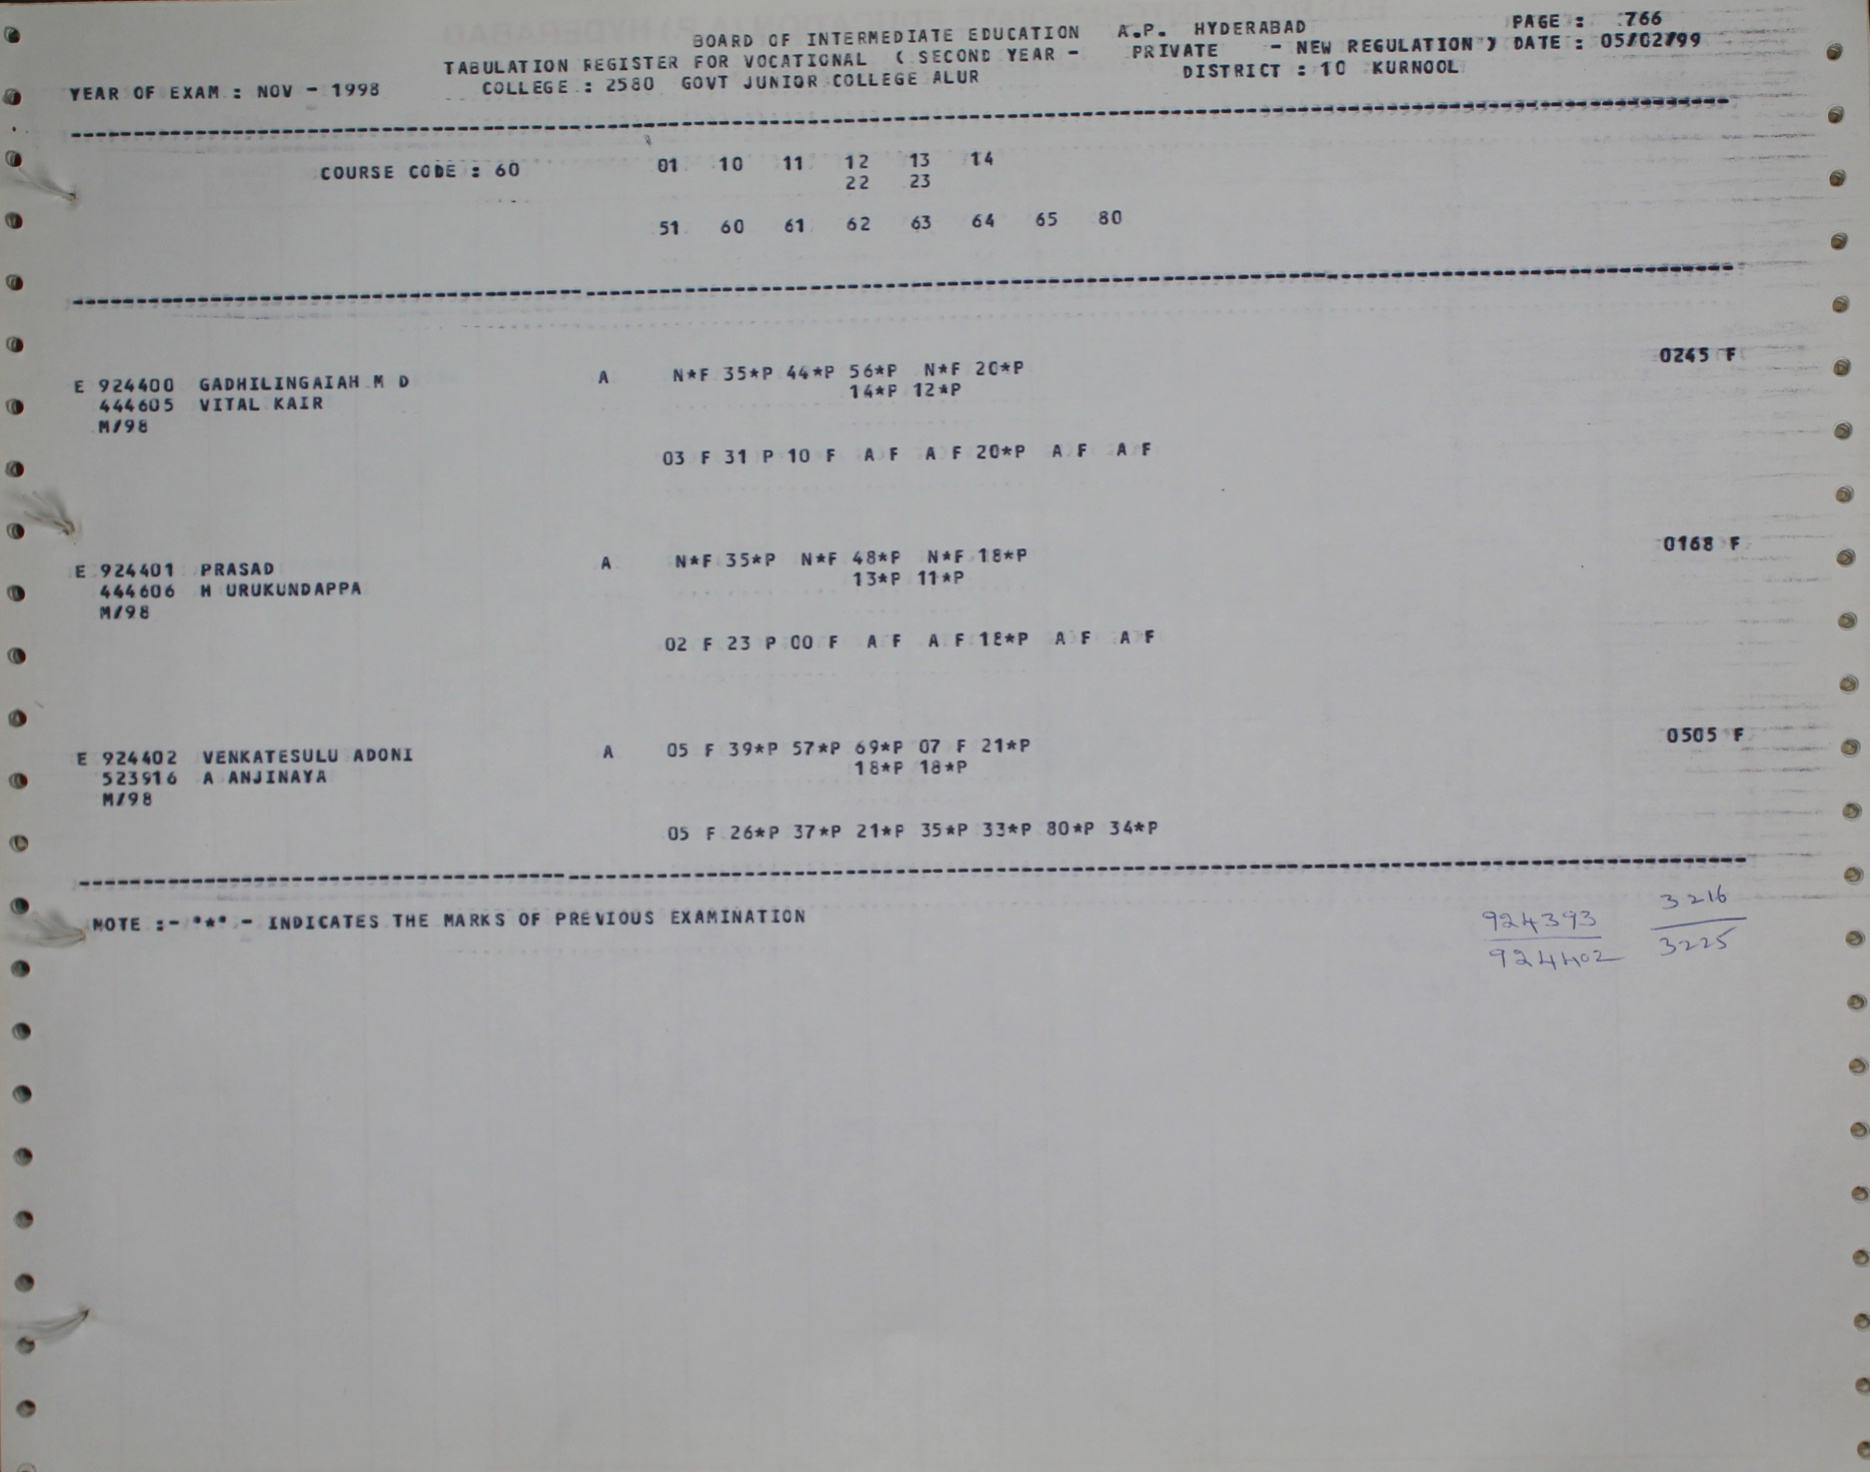 BOARD OF INTERMEDIATE EDUCATION A.P. HYDERABAD PAGE : 766
TABULATION REGISTER FOR VOCATIONAL ( SECOND YEAR - PRIVATE - NEW REGULATION ) DATE : 05/02/99
YEAR OF EXAM : NOV - 1998 COLLEGE : 2580 GOVT JUNIOR COLLEGE ALUR DISTRICT : 10 KURNOOL
COURSE CODE : 60 01 10 11 12 13 14
22 23
51 60 61 62 63 64 65 80
E 924400 GADHILINGAIAH M D A N*F 35*P 44*P 56*P N*F 20*P 0245 F
444605 VITAL KAIR 14*P 12*P
M/98
03 F 31 P 10 F A F A F 20*P A F A F
E 924401 PRASAD A N*F 35*P N*F 48*P N*F 18*P 0168 F
444606 H URUKUNDAPPA 13*P 11*P
M/98
02 F 23 P 00 F A F A F 18*P A F A F
E 924402 VENKATESULU ADONI A 05 F 39*P 57*P 69*P 07 F 21*P 0505 F
523916 A ANJINAYA 18*P 18*P
M/98
05 F 26*P 37*P 21*P 35*P 33*P 80*P 34*P
NOTE :- "*" - INDICATES THE MARKS OF PREVIOUS EXAMINATION
924393 3216
924402 3225